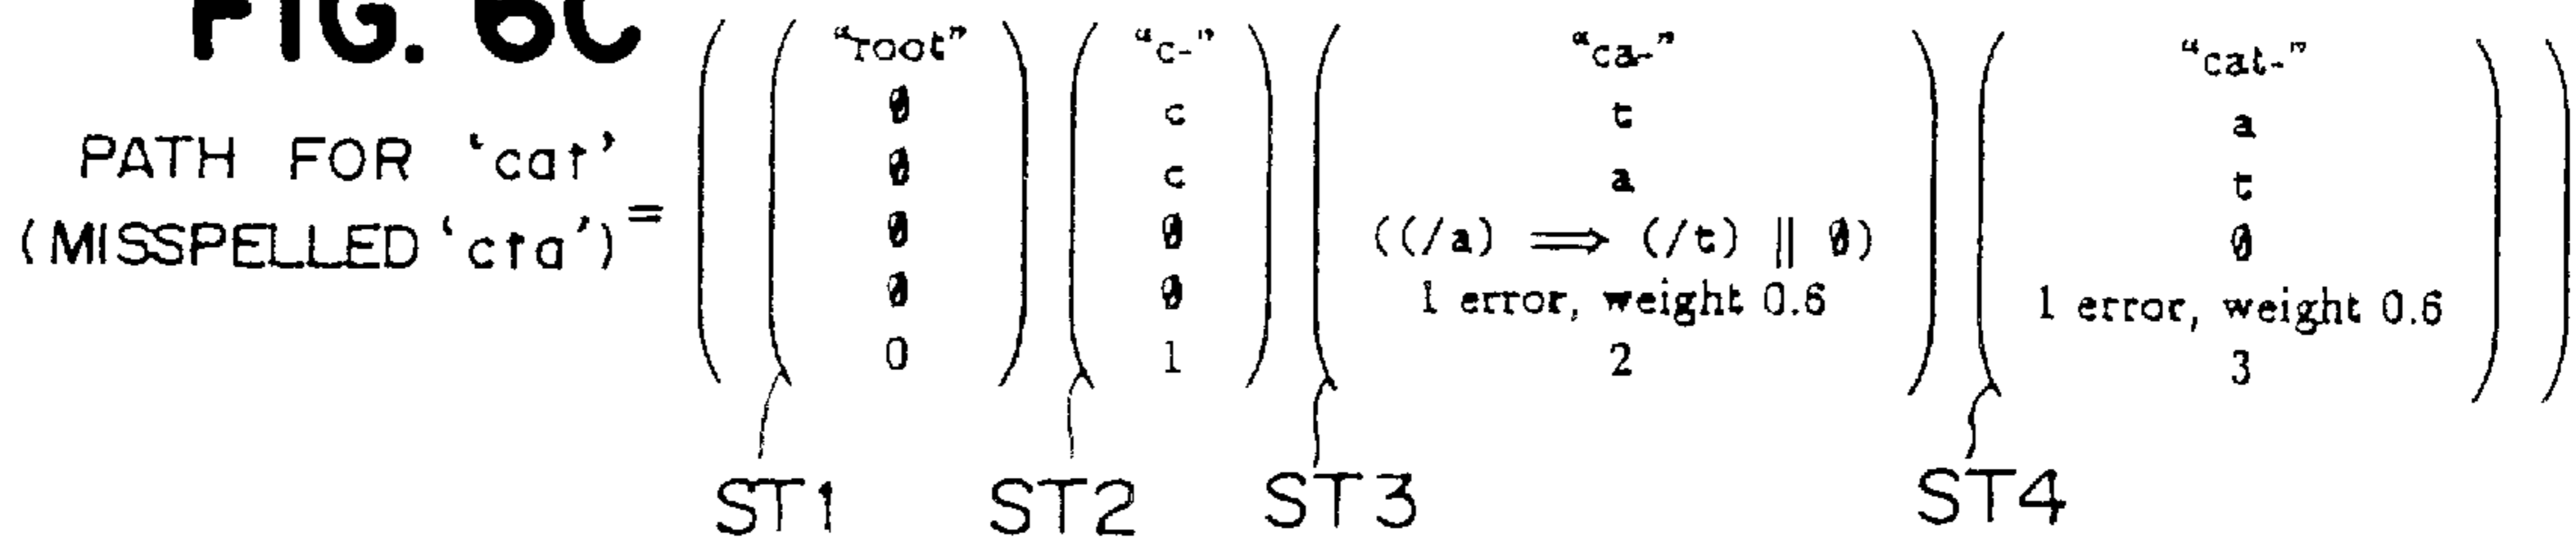 FIG. 6C
PATH FOR 'cat'
(MISSPELLED 'cta') =
"root"
∅
∅
∅
∅
0
"c-"
c
c
∅
∅
1
"ca-"
t
a
((/a) ⟹ (/t) || ∅)
1 error, weight 0.6
2
"cat-"
a
t
∅
1 error, weight 0.6
3
ST1 ST2 ST3 ST4